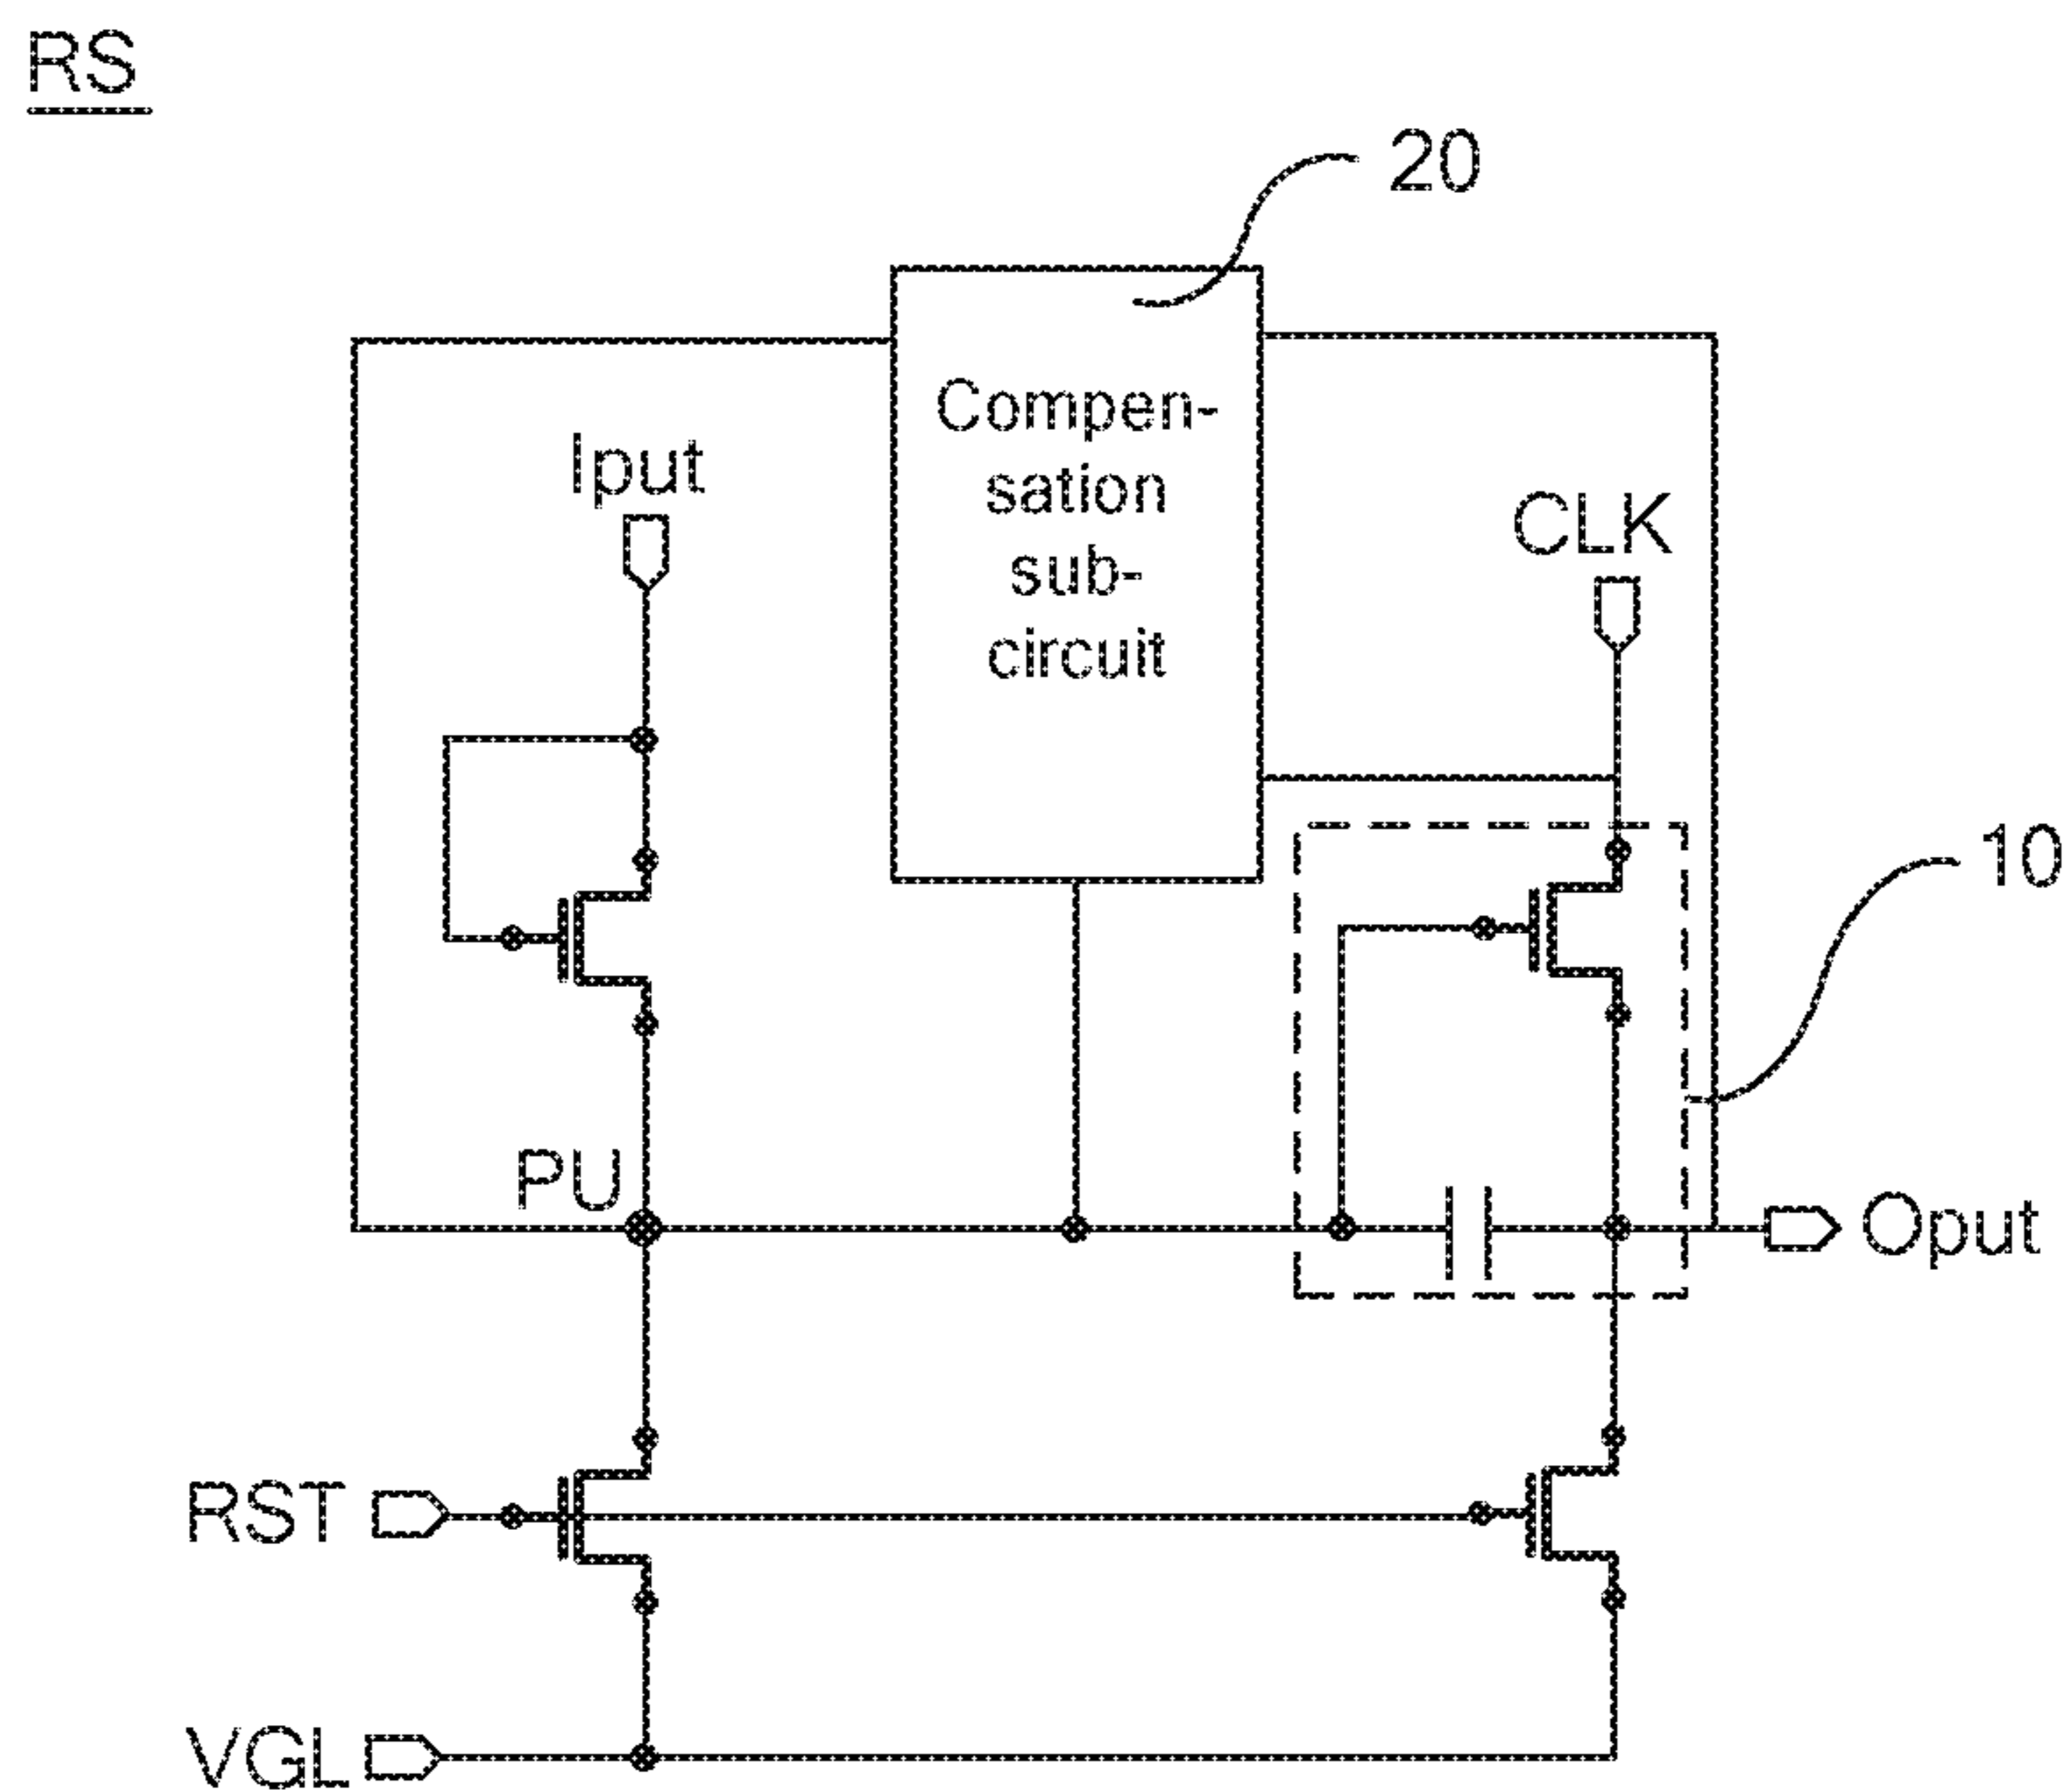 RS
20
Compen-
sation
sub-
circuit
Iput
CLK
10
PU
Oput
RST
VGL